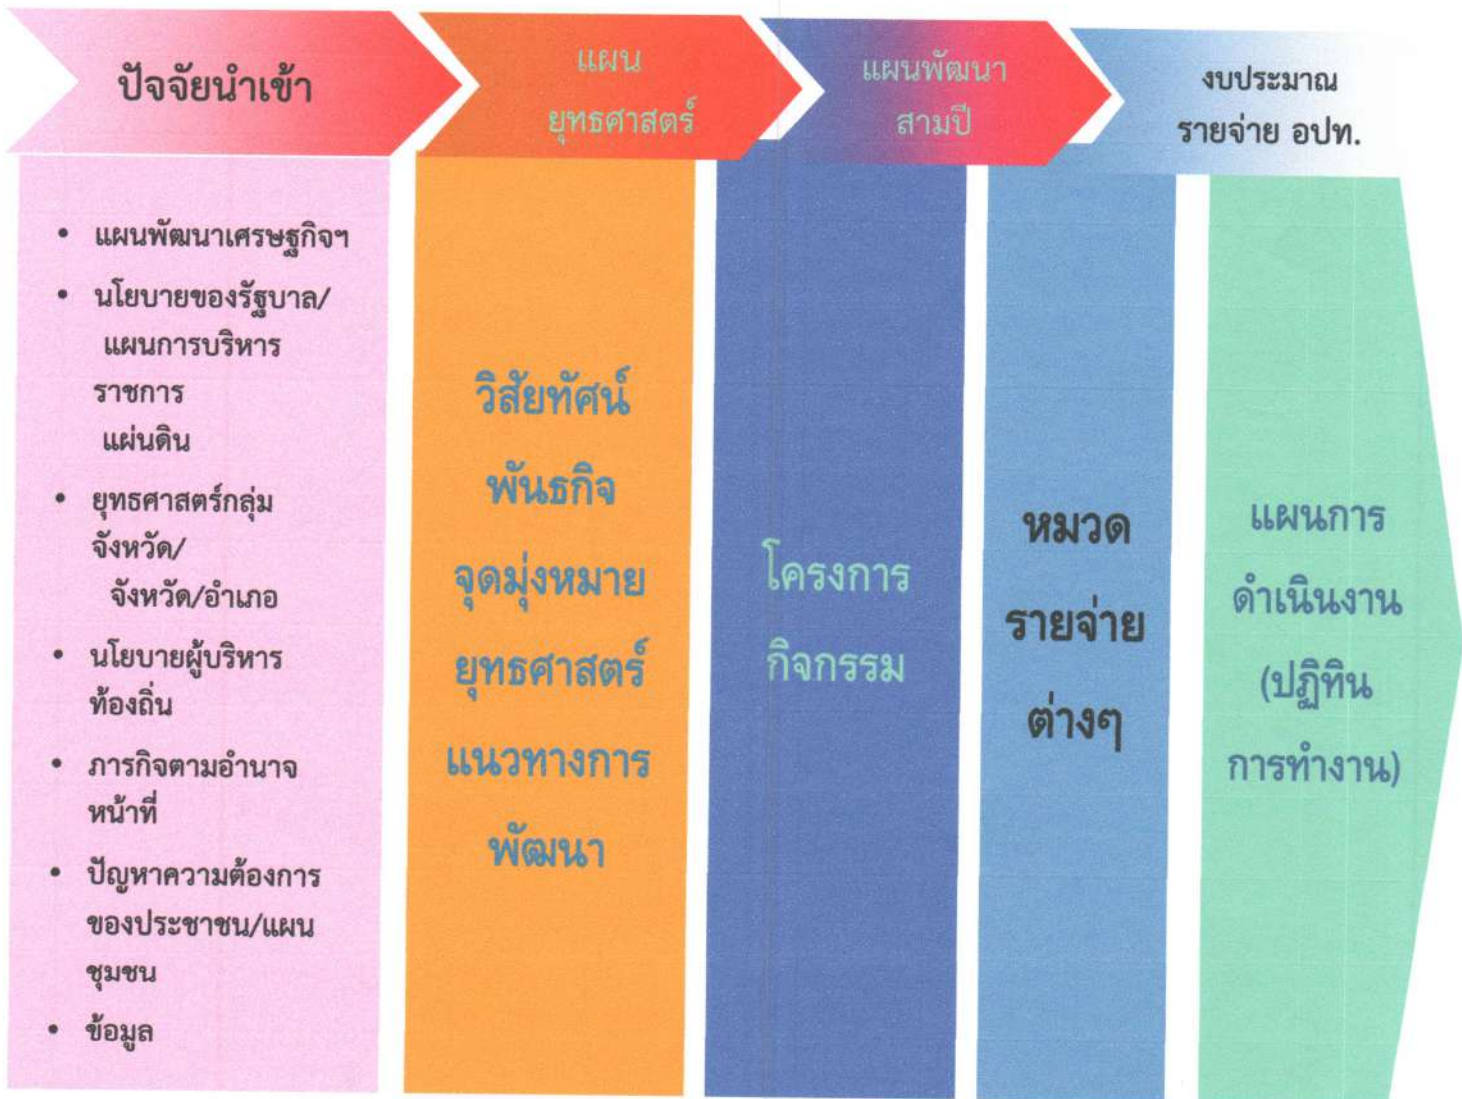 ปัจจัยนำเข้า
แผน
ยุทธศาสตร์
แผนพัฒนา
สามปี
งบประมาณ
รายจ่าย อปท.
• แผนพัฒนาเศรษฐกิจฯ
• นโยบายของรัฐบาล/
แผนการบริหาร
ราชการ
แผ่นดิน
• ยุทธศาสตร์กลุ่ม
จังหวัด/
จังหวัด/อำเภอ
• นโยบายผู้บริหาร
ท้องถิ่น
• ภารกิจตามอำนาจ
หน้าที่
• ปัญหาความต้องการ
ของประชาชน/แผน
ชุมชน
• ข้อมูล
วิสัยทัศน์
พันธกิจ
จุดมุ่งหมาย
ยุทธศาสตร์
แนวทางการ
พัฒนา
โครงการ
กิจกรรม
หมวด
รายจ่าย
ต่างๆ
แผนการ
ดำเนินงาน
(ปฏิทิน
การทำงาน)